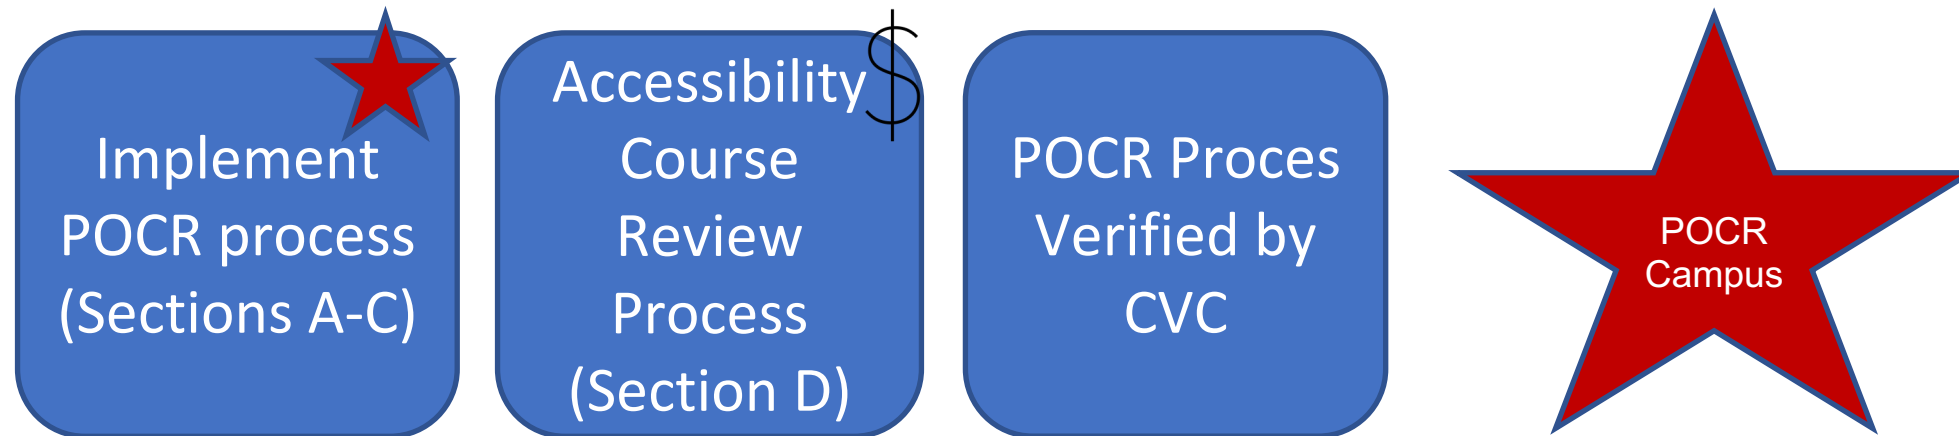 Implement
POCR process
(Sections A-C)
Accessibility
Course
Review
Process
(Section D)
$
POCR Proces
Verified by
CVC
POCR
Campus